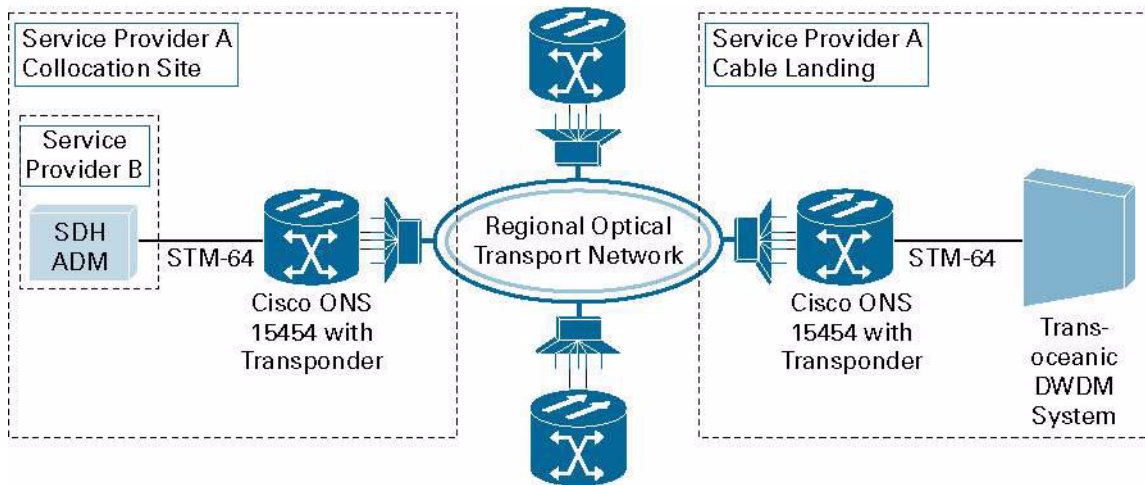 Service Provider A
Collocation Site
Service Provider A
Cable Landing
Service
Provider B
SDH
ADM
STM-64
Cisco ONS
15454 with
Transponder
Regional Optical
Transport Network
STM-64
Cisco ONS
15454 with
Transponder
Trans-
oceanic
DWDM
System